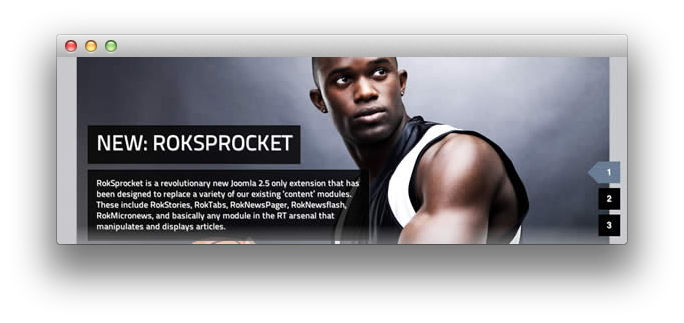 NEW: ROKSPROCKET
RokSprocket is a revolutionary new Joomla 2.5 only extension that has
been designed to replace a variety of our existing 'content' modules.
These include RokStories, RokTabs, RokNewsPager, RokNewsflash,
RokMicronews, and basically any module in the RT arsenal that
manipulates and displays articles.
1
2
3